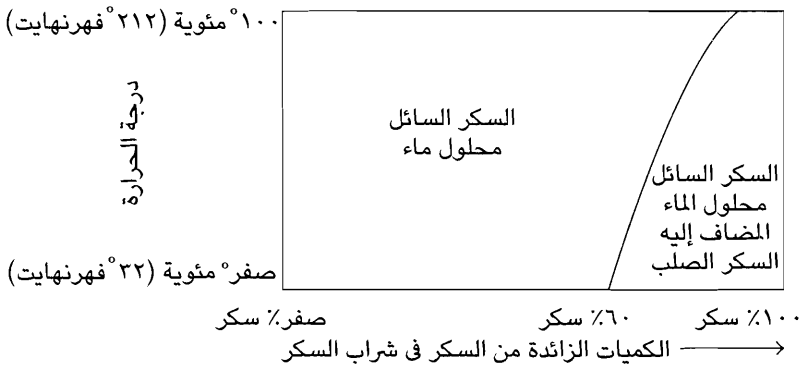 ١٠٠° مئوية (٢١٢° فهرنهايت)
درجة الحرارة
السكر السائل
محلول ماء
السكر السائل
محلول الماء
المضاف إليه
السكر الصلب
صفر° مئوية (٣٢° فهرنهايت)
صفر٪ سكر
٦٠٪ سكر
١٠٠٪ سكر
الكميات الزائدة من السكر فى شراب السكر